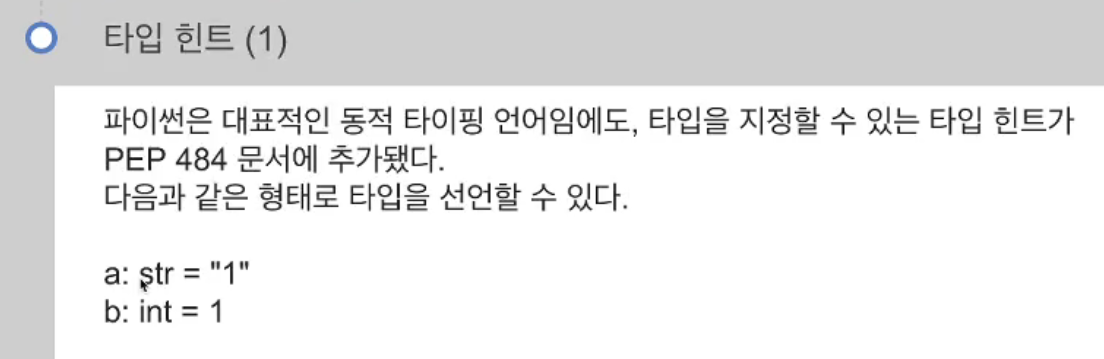 타입 힌트 (1)
파이썬은 대표적인 동적 타이핑 언어임에도, 타입을 지정할 수 있는 타입 힌트가
PEP 484 문서에 추가됐다.
다음과 같은 형태로 타입을 선언할 수 있다.
a: str = "1"
b: int = 1